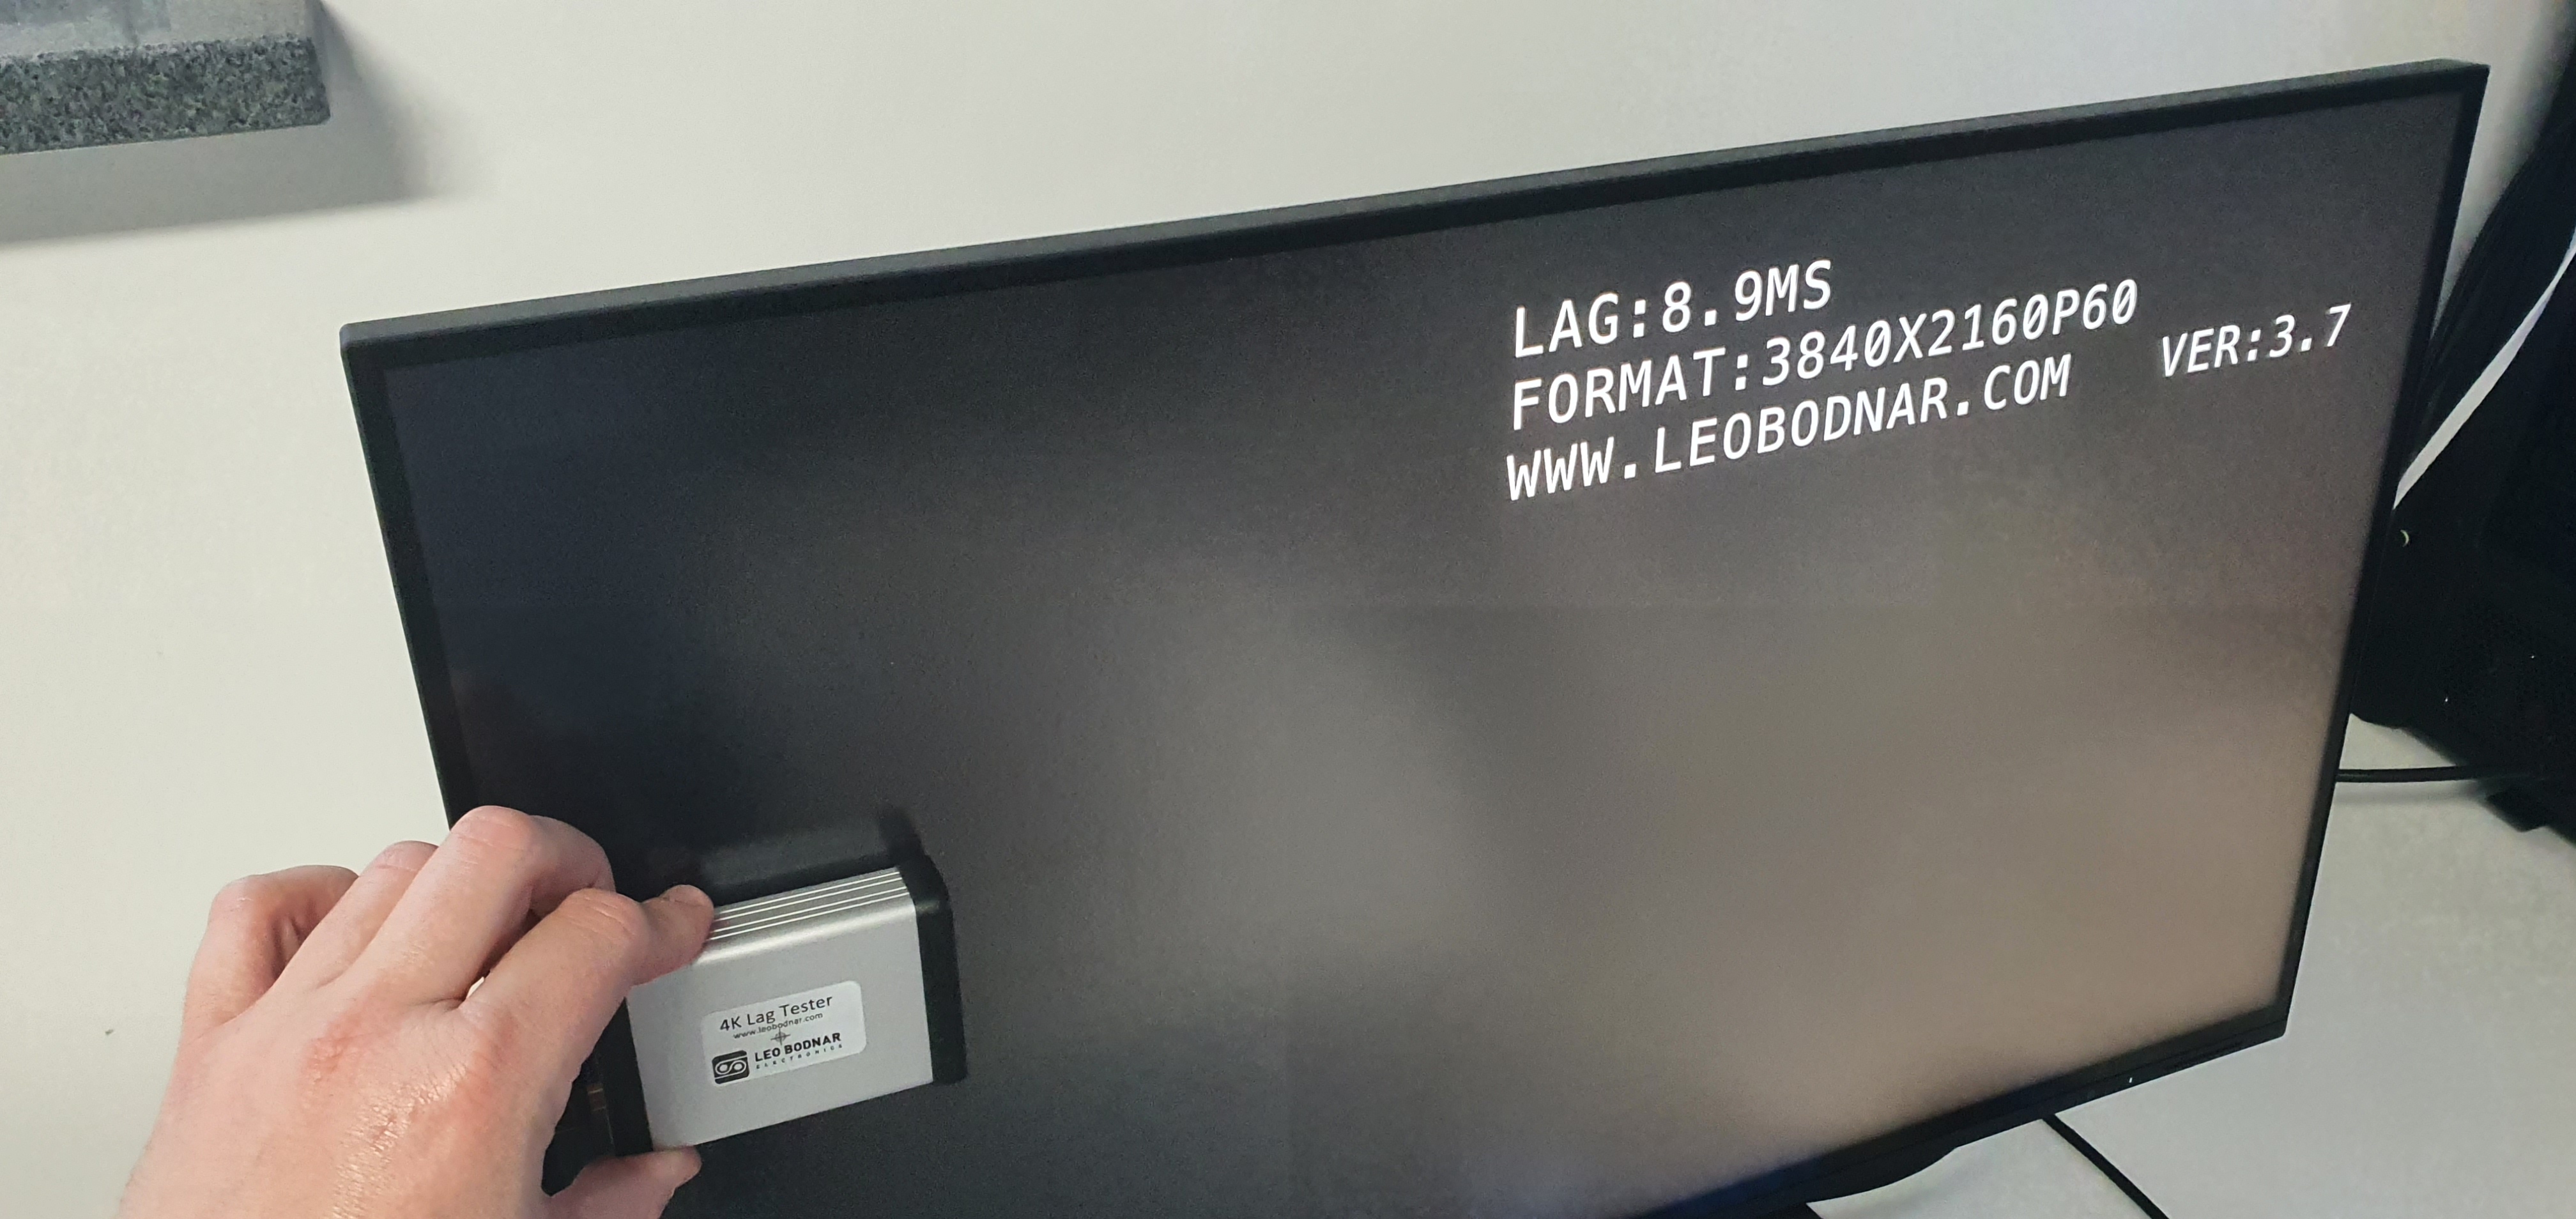 LAG:8.9MS
FORMAT:3840X2160P60
WWW.LEOBODNAR.COM VER:3.7
4K Lag Tester
www.leobodnar.com
LEO BODNAR
ELECTRONICS